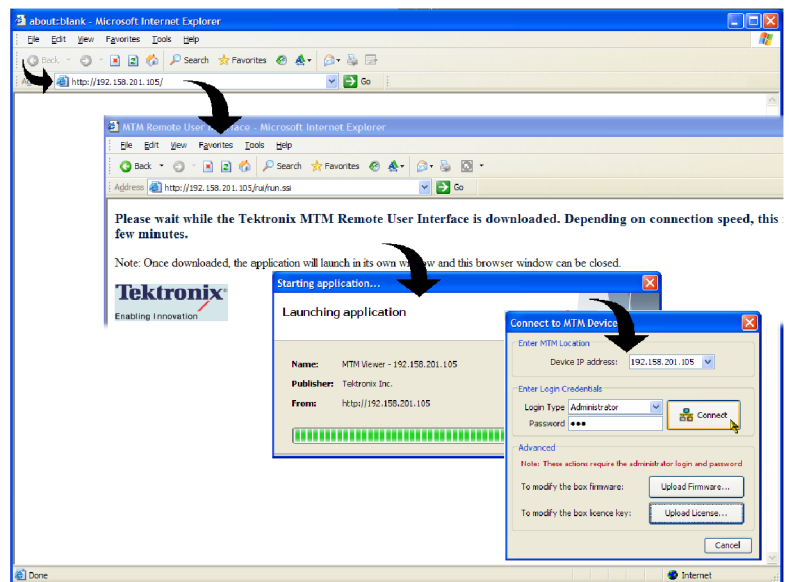 about:blank - Microsoft Internet Explorer
File Edit View Favorites Tools Help
Back Search Favorites
http://192.158.201.105/ Go
MTM Remote User - Microsoft Internet Explorer
File Edit View Favorites Tools Help
Back Search Favorites
Address http://192.158.201.105/rui/run.ssi Go
Please wait while the Tektronix MTM Remote User Interface is downloaded. Depending on connection speed, this
few minutes.
Note: Once downloaded, the application will launch in its own window and this browser window can be closed.
Tektronix
Enabling Innovation
Starting application...
Launching application
Name: MTM Viewer - 192.158.201.105
Publisher: Tektronix Inc.
From: http://192.158.201.105
Connect to MTM Device
Enter MTM Location
Device IP address: 192.158.201.105
Enter Login Credentials
Login Type Administrator
Password ●●●
Connect
Advanced
Note: These actions require the administrator login and password
To modify the box firmware: Upload Firmware...
To modify the box licence key: Upload License...
Cancel
Done Internet